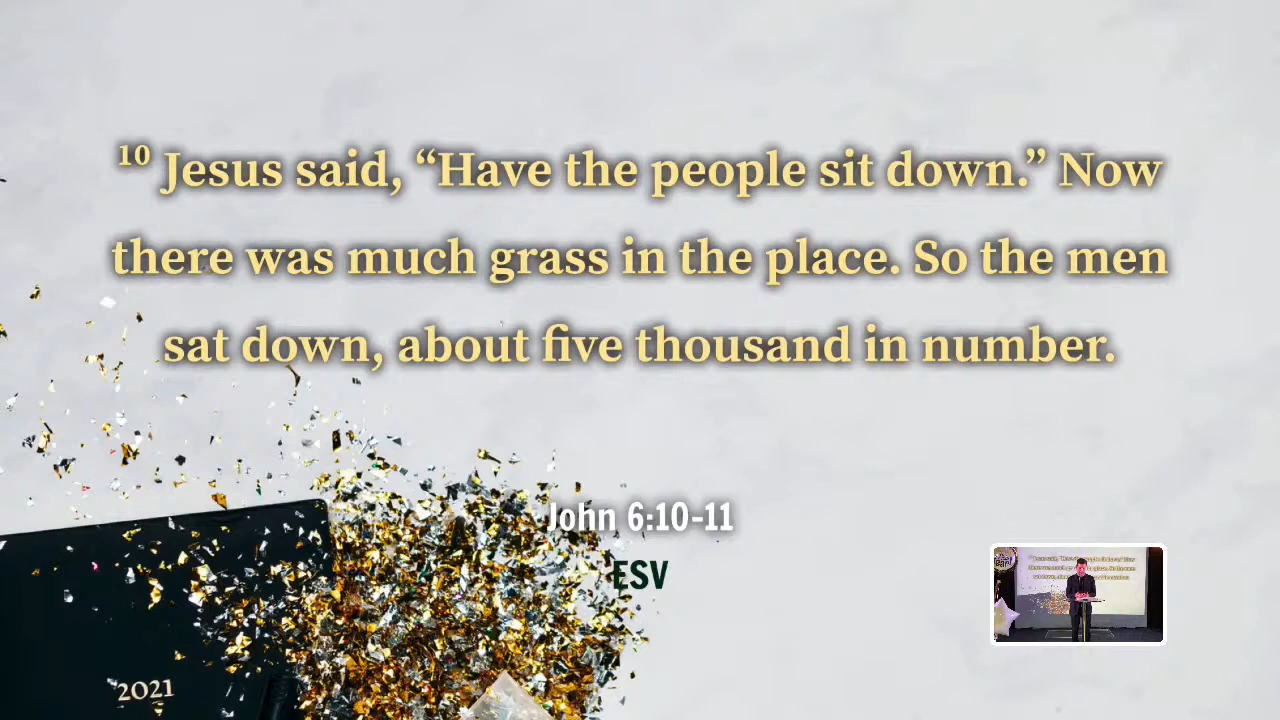 10 Jesus said, “Have the people sit down.” Now
there was much grass in the place. So the men
sat down, about five thousand in number.
John 6:10-11
ESV
2021